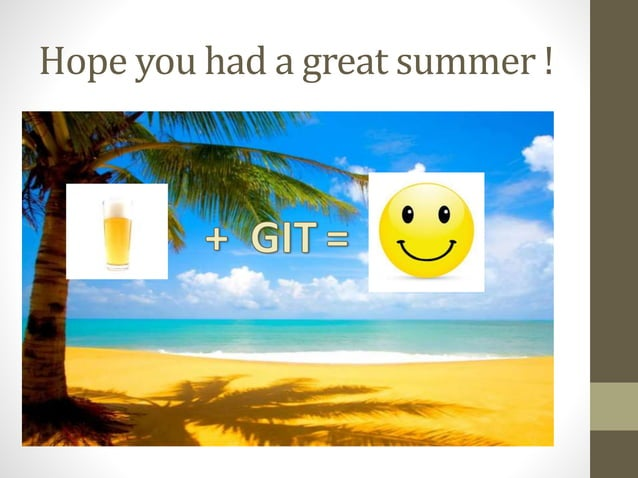 Hope you had a great summer !
+ GIT =